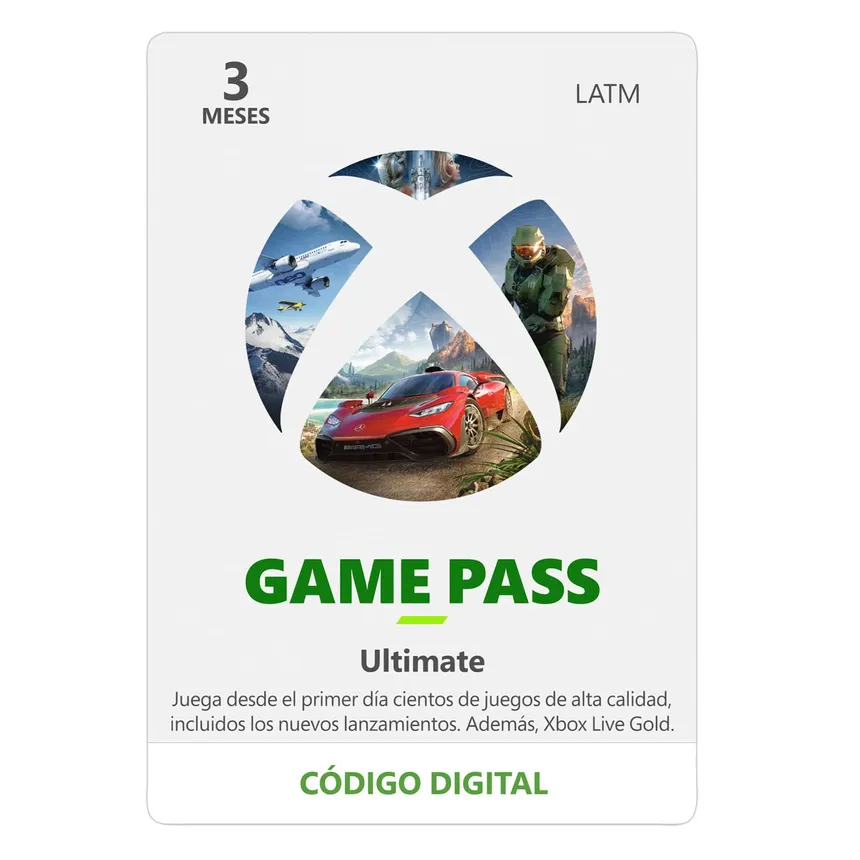 3
MESES
LATM
GAME PASS
Ultimate
Juega desde el primer día cientos de juegos de alta calidad,
incluidos los nuevos lanzamientos. Además, Xbox Live Gold.
CÓDIGO DIGITAL